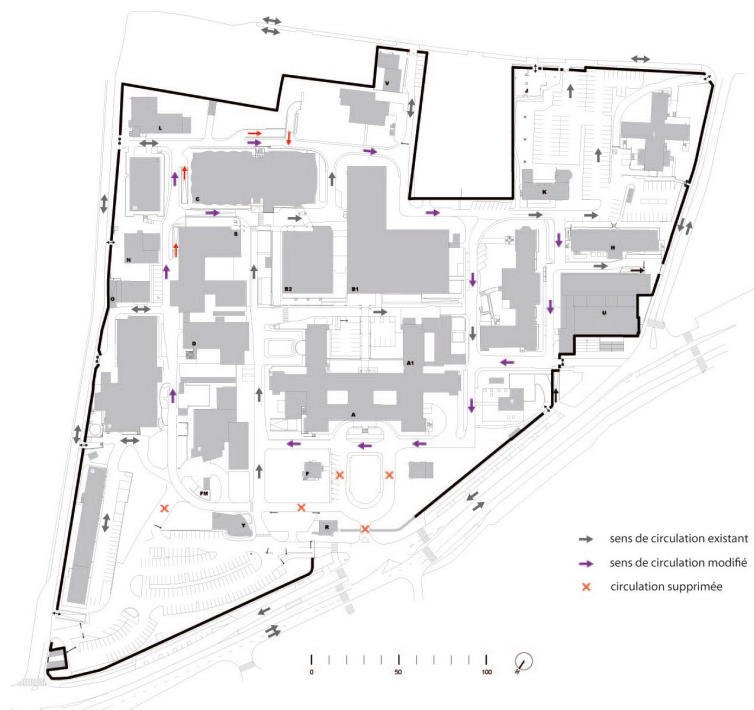 V
L
C
K
S
H
N
B2
B1
O
U
D
A1
A
F
FM
Y
R
sens de circulation existant
sens de circulation modifié
circulation supprimée
0 50 100